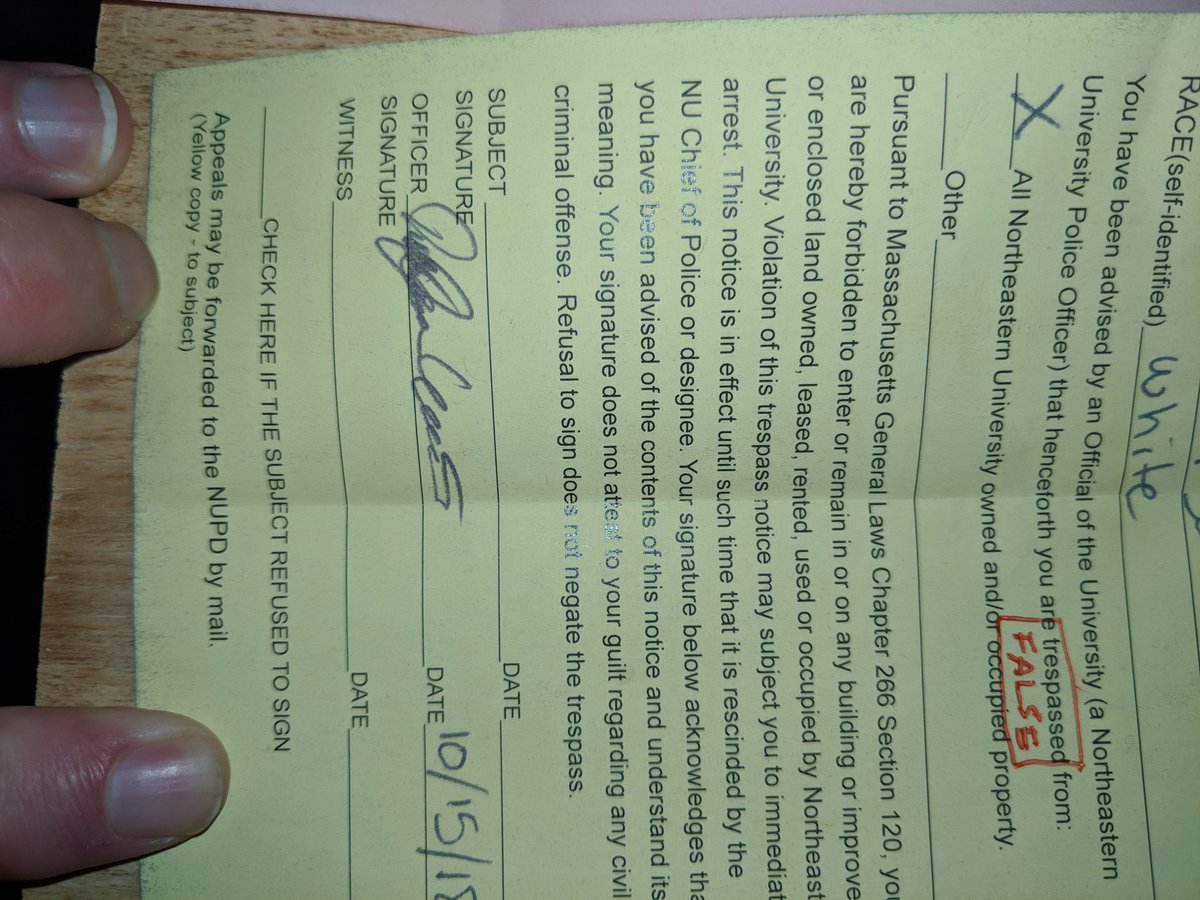 RACE(self-identified) White
You have been advised by an Official of the University (a Northeastern
University Police Officer) that henceforth you are trespassed from:
X All Northeastern University owned and/or occupied property.
FALSE
Other
Pursuant to Massachusetts General Laws Chapter 266 Section 120, you
are hereby forbidden to enter or remain in or on any building or improve
or enclosed land owned, leased, rented, used or occupied by Northeast
University. Violation of this trespass notice may subject you to immediat
arrest. This notice is in effect until such time that it is rescinded by the
NU Chief of Police or designee. Your signature below acknowledges tha
you have been advised of the contents of this notice and understand its
meaning. Your signature does not attest to your guilt regarding any civil
criminal offense. Refusal to sign does not negate the trespass.
SUBJECT
SIGNATURE DATE
OFFICER
SIGNATURE DATE 10/15/18
WITNESS DATE
CHECK HERE IF THE SUBJECT REFUSED TO SIGN
Appeals may be forwarded to the NUPD by mail.
(Yellow copy - to subject)